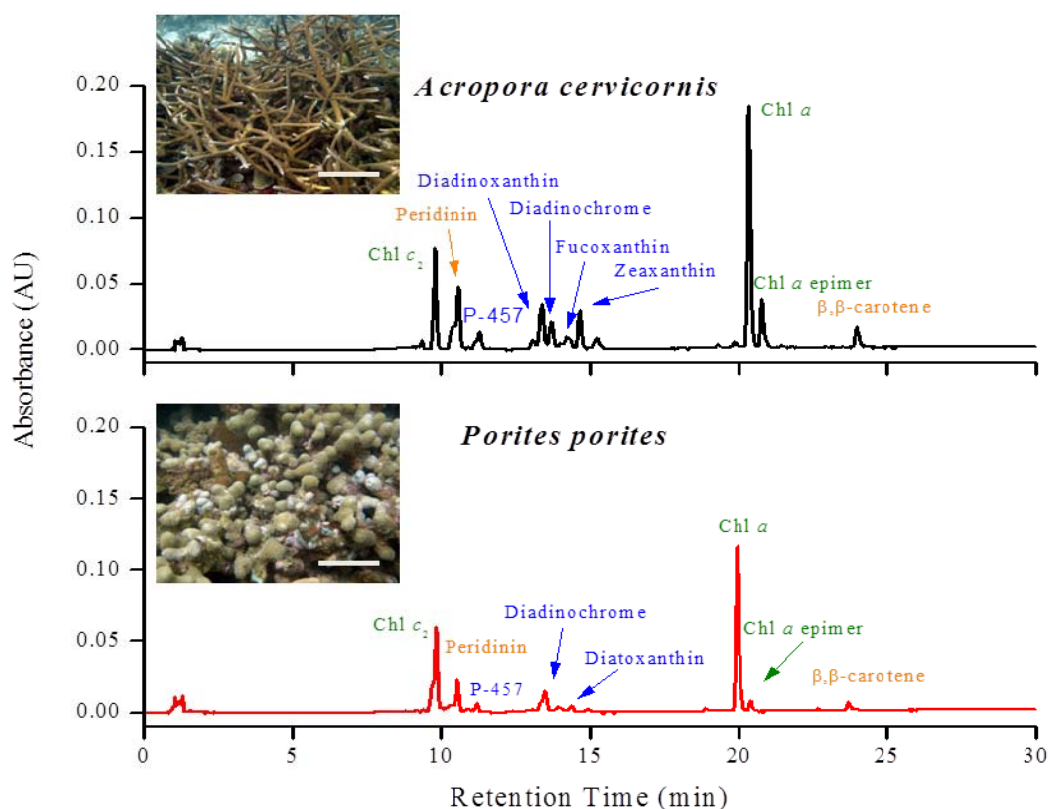 Acropora cervicornis
0.20
0.15
0.10
0.05
0.00
Chl a
Diadinoxanthin
Diadinochrome
Peridinin
Fucoxanthin
Chl c₂
Zeaxanthin
P-457
Chl a epimer
β,β-carotene
Absorbance (AU)
Porites porites
0.20
0.15
0.10
0.05
0.00
Chl a
Diadinochrome
Chl c₂
Peridinin
Chl a epimer
Diatoxanthin
P-457
β,β-carotene
0 5 10 15 20 25 30
Retention Time (min)